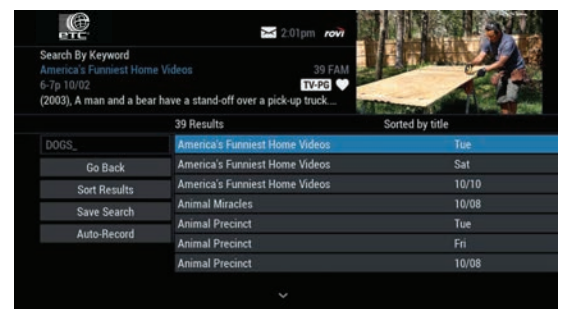 etc
2:01pm rovi
Search By Keyword
America's Funniest Home Videos 39 FAM
6-7p 10/02 TV-PG
(2003), A man and a bear have a stand-off over a pick-up truck....
39 Results Sorted by title
DOGS_
Go Back
Sort Results
Save Search
Auto-Record
America's Funniest Home Videos Tue
America's Funniest Home Videos Sat
America's Funniest Home Videos 10/10
Animal Miracles 10/08
Animal Precinct Tue
Animal Precinct Fri
Animal Precinct 10/08